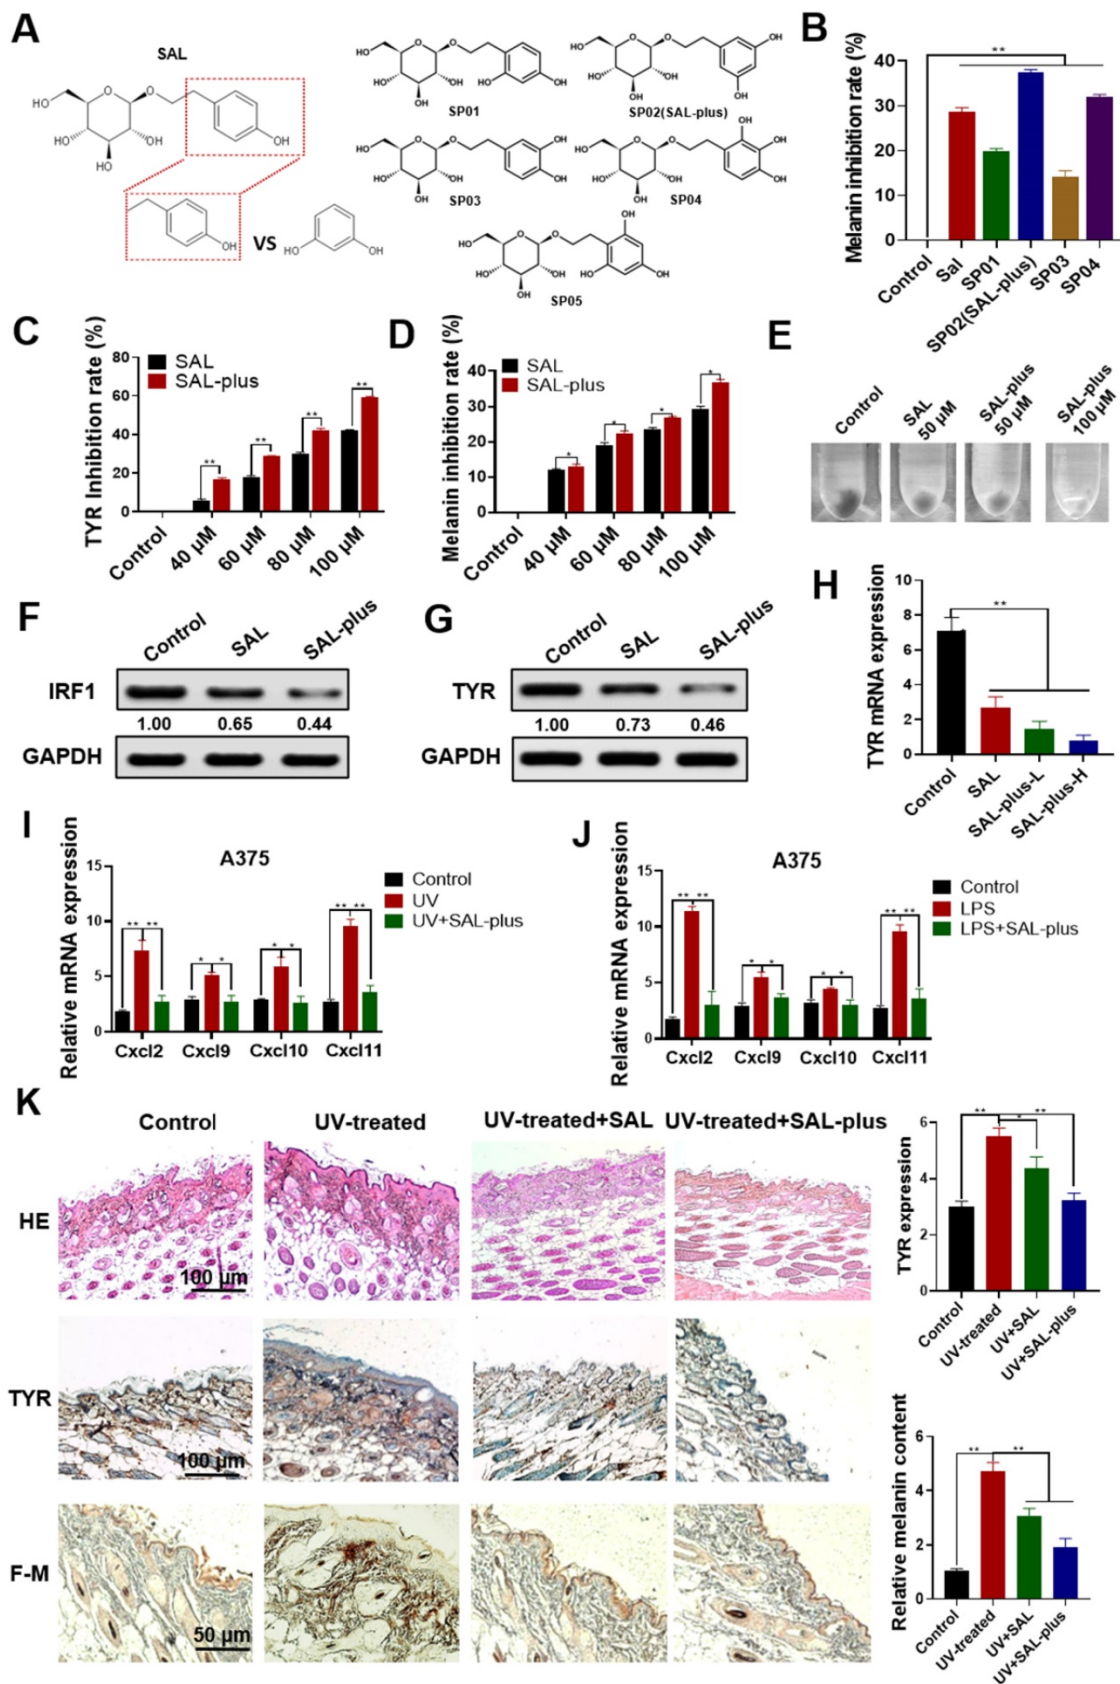 A
SAL
HO
O
O
HO
OH
OH
HO
OH
VS
HO
OH
SP01
SP02(SAL-plus)
SP03
SP04
SP05
B
Melanin inhibition rate (%)
40
30
20
10
0
**
Control
Sal
SP01
SP02(SAL-plus)
SP03
SP04
C
TYR Inhibition rate (%)
80
60
40
20
0
SAL
SAL-plus
**
**
**
**
Control
40 μM
60 μM
80 μM
100 μM
D
Melanin inhibition rate (%)
40
30
20
10
0
SAL
SAL-plus
*
*
*
*
Control
40 μM
60 μM
80 μM
100 μM
E
Control
SAL
50 μM
SAL-plus
50 μM
SAL-plus
100 μM
F
Control
SAL
SAL-plus
IRF1
1.00 0.65 0.44
GAPDH
G
Control
SAL
SAL-plus
TYR
1.00 0.73 0.46
GAPDH
H
TYR mRNA expression
10
8
6
4
2
0
**
Control
SAL
SAL-plus-L
SAL-plus-H
I
A375
Relative mRNA expression
15
10
5
0
Control
UV
UV+SAL-plus
** **
* *
* *
** **
Cxcl2 Cxcl9 Cxcl10 Cxcl11
J
A375
Relative mRNA expression
15
10
5
0
Control
LPS
LPS+SAL-plus
** **
* *
* *
** **
Cxcl2 Cxcl9 Cxcl10 Cxcl11
K
Control UV-treated UV-treated+SAL UV-treated+SAL-plus
HE
100 μm
TYR
100 μm
F-M
50 μm
TYR expression
6
4
2
0
** * **
Control
UV-treated
UV+SAL
UV+SAL-plus
Relative melanin content
6
4
2
0
** **
Control
UV-treated
UV+SAL
UV+SAL-plus